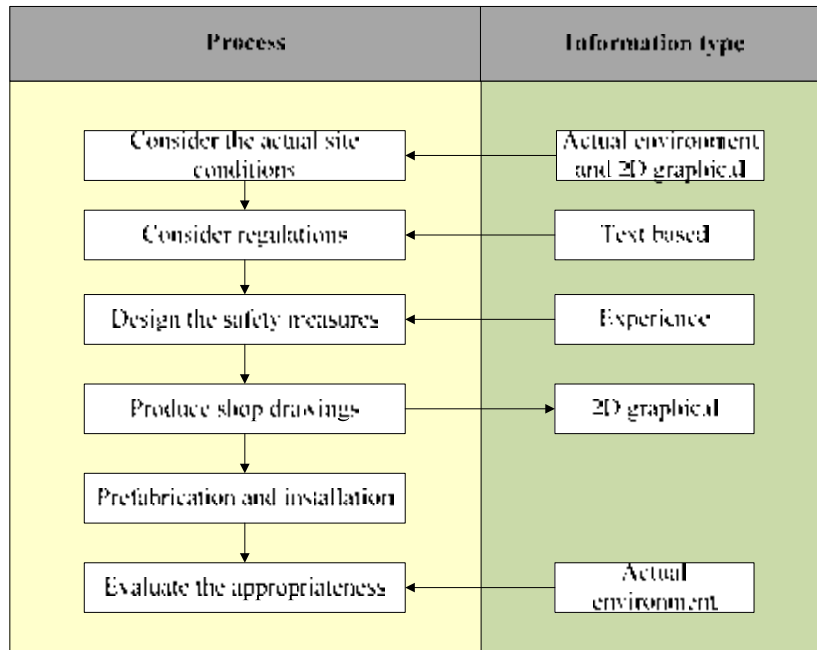 Process
Information type
Consider the actual site
conditions
Actual environment
and 2D graphical
Consider regulations
Text based
Design the safety measures
Experience
Produce shop drawings
2D graphical
Prefabrication and installation
Evaluate the appropriateness
Actual
environment